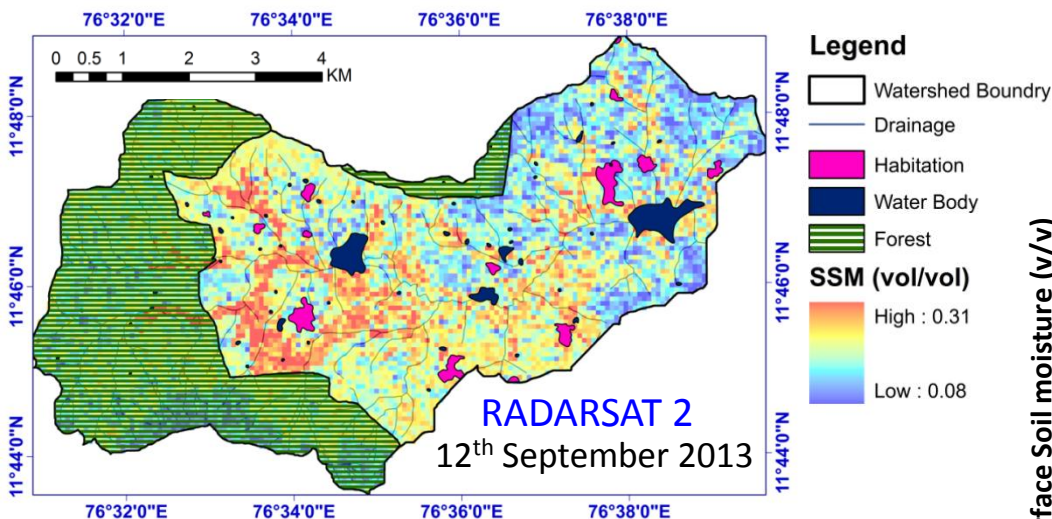 76°32'0"E 76°34'0"E 76°36'0"E 76°38'0"E
0 0.5 1 2 3 4
KM
11°48'0"N
11°46'0"N
11°44'0"N
11°48'0"N
11°46'0"N
11°44'0"N
RADARSAT 2
12th September 2013
76°32'0"E 76°34'0"E 76°36'0"E 76°38'0"E
Legend
Watershed Boundry
Drainage
Habitation
Water Body
Forest
SSM (vol/vol)
High : 0.31
Low : 0.08
face Soil moisture (v/v)